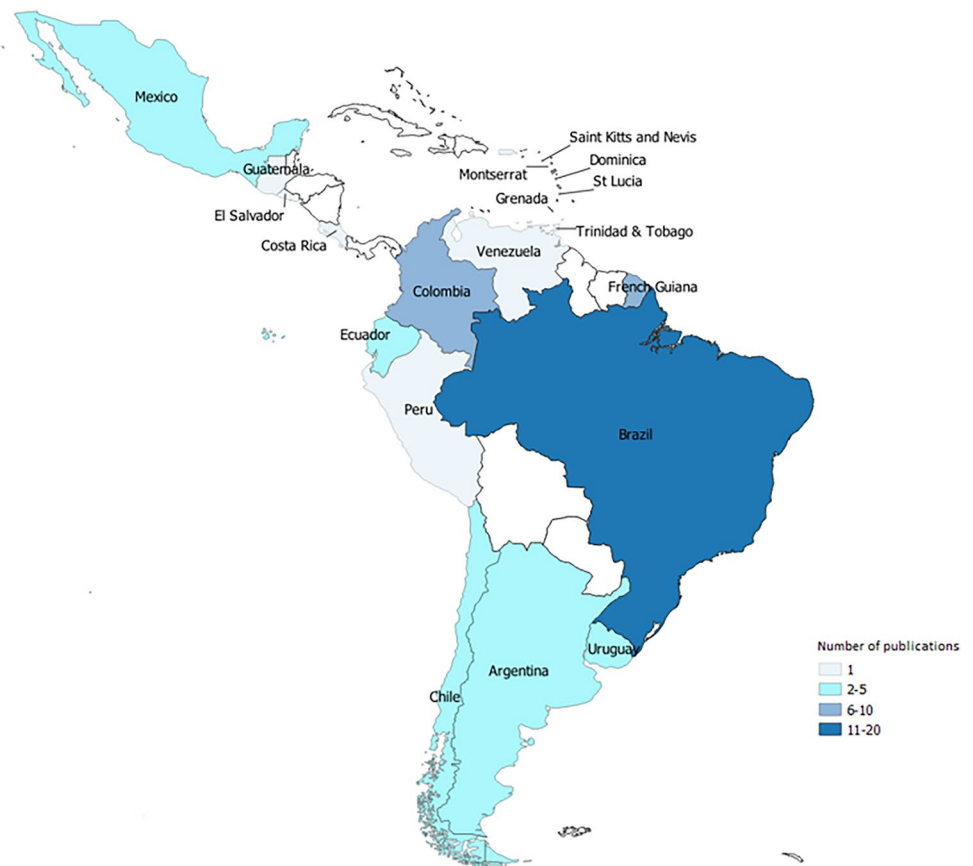 Mexico
Saint Kitts and Nevis
Dominica
Guatemala
Montserrat
St Lucia
Grenada
El Salvador
Trinidad & Tobago
Costa Rica
Venezuela
French Guiana
Colombia
Ecuador
Peru
Brazil
Number of publications
Uruguay
1
Argentina
2-5
Chile
6-10
11-20